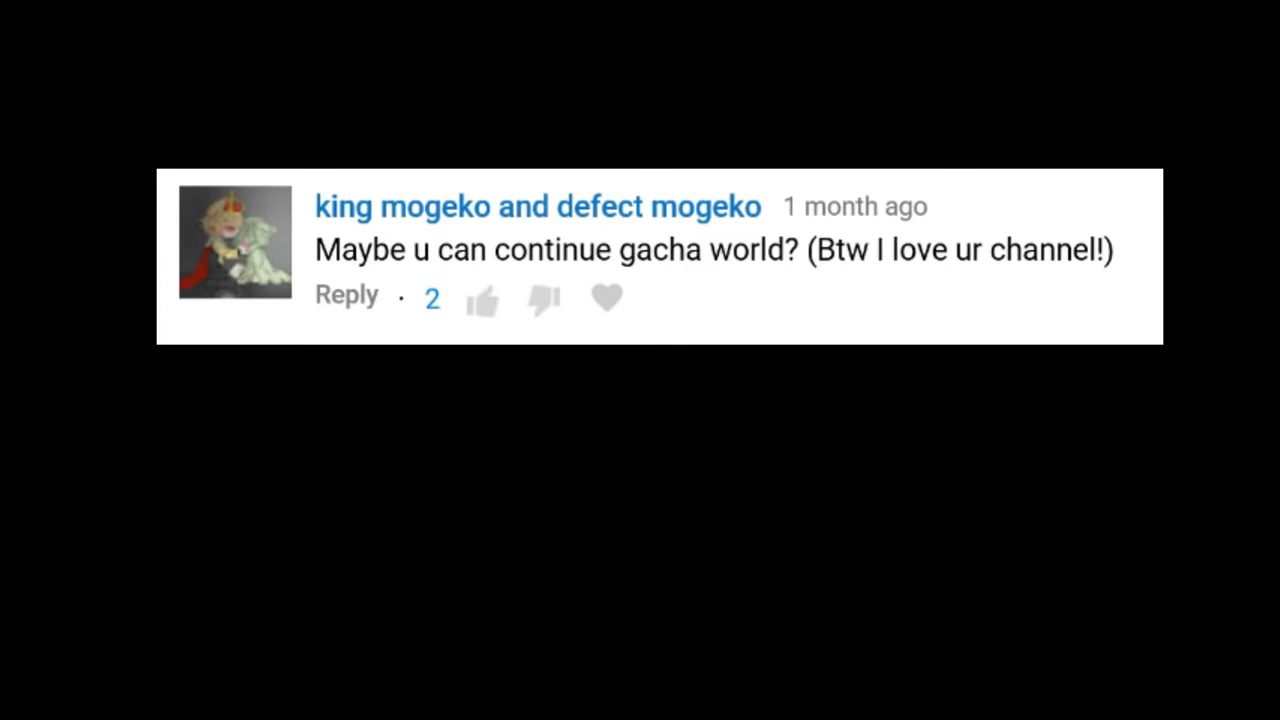 king mogeko and defect mogeko 1 month ago
Maybe u can continue gacha world? (Btw I love ur channel!)
Reply · 2